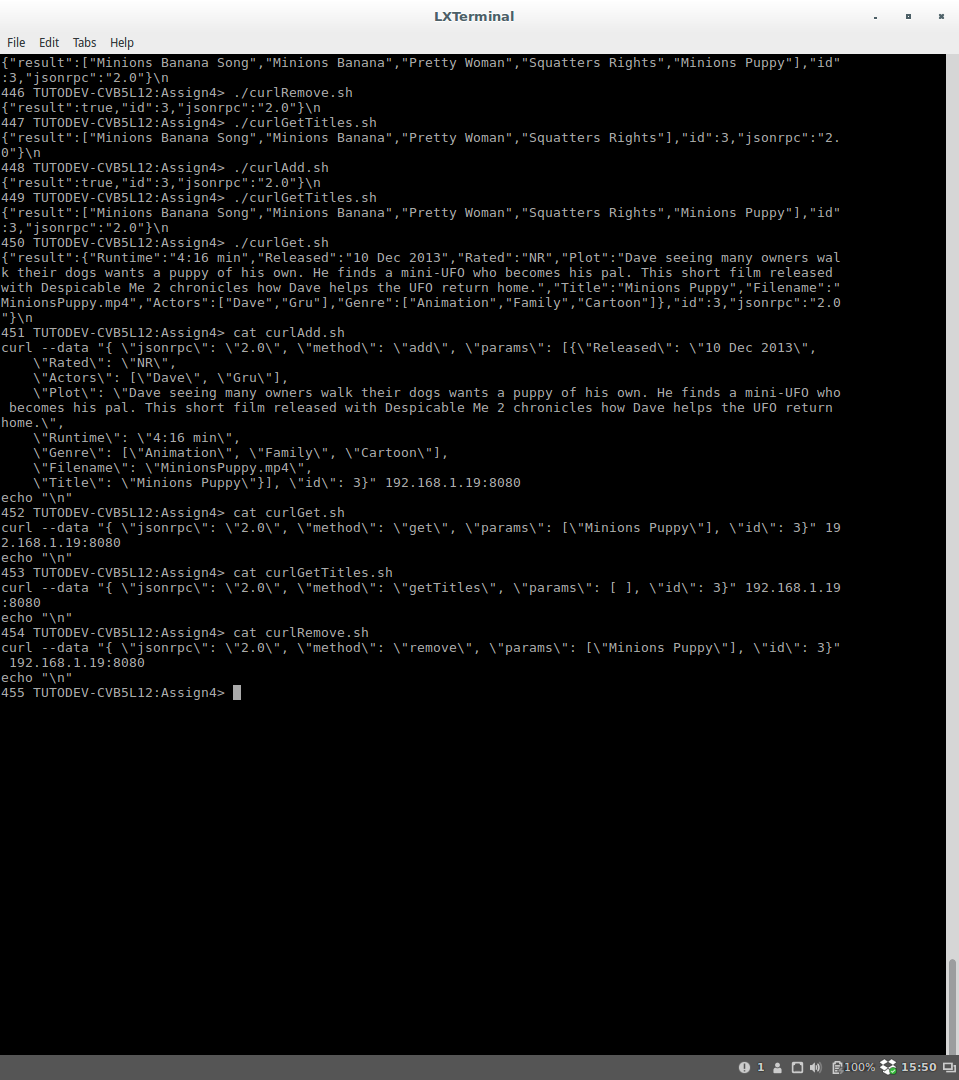 LXTerminal
File Edit Tabs Help
{"result":["Minions Banana Song","Minions Banana","Pretty Woman","Squatters Rights","Minions Puppy"],"id"
:3,"jsonrpc":"2.0"}\n
446 TUTODEV-CVB5L12:Assign4> ./curlRemove.sh
{"result":true,"id":3,"jsonrpc":"2.0"}\n
447 TUTODEV-CVB5L12:Assign4> ./curlGetTitles.sh
{"result":["Minions Banana Song","Minions Banana","Pretty Woman","Squatters Rights"],"id":3,"jsonrpc":"2.
0"}\n
448 TUTODEV-CVB5L12:Assign4> ./curlAdd.sh
{"result":true,"id":3,"jsonrpc":"2.0"}\n
449 TUTODEV-CVB5L12:Assign4> ./curlGetTitles.sh
{"result":["Minions Banana Song","Minions Banana","Pretty Woman","Squatters Rights","Minions Puppy"],"id"
:3,"jsonrpc":"2.0"}\n
450 TUTODEV-CVB5L12:Assign4> ./curlGet.sh
{"result":{"Runtime":"4:16 min","Released":"10 Dec 2013","Rated":"NR","Plot":"Dave seeing many owners wal
k their dogs wants a puppy of his own. He finds a mini-UFO who becomes his pal. This short film released
with Despicable Me 2 chronicles how Dave helps the UFO return home.","Title":"Minions Puppy","Filename":"
MinionsPuppy.mp4","Actors":["Dave","Gru"],"Genre":["Animation","Family","Cartoon"]},"id":3,"jsonrpc":"2.0
"}\n
451 TUTODEV-CVB5L12:Assign4> cat curlAdd.sh
curl --data "{ \"jsonrpc\": \"2.0\", \"method\": \"add\", \"params\": [{\"Released\": \"10 Dec 2013\",
    \"Rated\": \"NR\",
    \"Actors\": [\"Dave\", \"Gru\"],
    \"Plot\": \"Dave seeing many owners walk their dogs wants a puppy of his own. He finds a mini-UFO who
 becomes his pal. This short film released with Despicable Me 2 chronicles how Dave helps the UFO return
home.\",
    \"Runtime\": \"4:16 min\",
    \"Genre\": [\"Animation\", \"Family\", \"Cartoon\"],
    \"Filename\": \"MinionsPuppy.mp4\",
    \"Title\": \"Minions Puppy\"}], \"id\": 3}" 192.168.1.19:8080
echo "\n"
452 TUTODEV-CVB5L12:Assign4> cat curlGet.sh
curl --data "{ \"jsonrpc\": \"2.0\", \"method\": \"get\", \"params\": [\"Minions Puppy\"], \"id\": 3}" 19
2.168.1.19:8080
echo "\n"
453 TUTODEV-CVB5L12:Assign4> cat curlGetTitles.sh
curl --data "{ \"jsonrpc\": \"2.0\", \"method\": \"getTitles\", \"params\": [ ], \"id\": 3}" 192.168.1.19
:8080
echo "\n"
454 TUTODEV-CVB5L12:Assign4> cat curlRemove.sh
curl --data "{ \"jsonrpc\": \"2.0\", \"method\": \"remove\", \"params\": [\"Minions Puppy\"], \"id\": 3}"
 192.168.1.19:8080
echo "\n"
455 TUTODEV-CVB5L12:Assign4>
1 100% 15:50